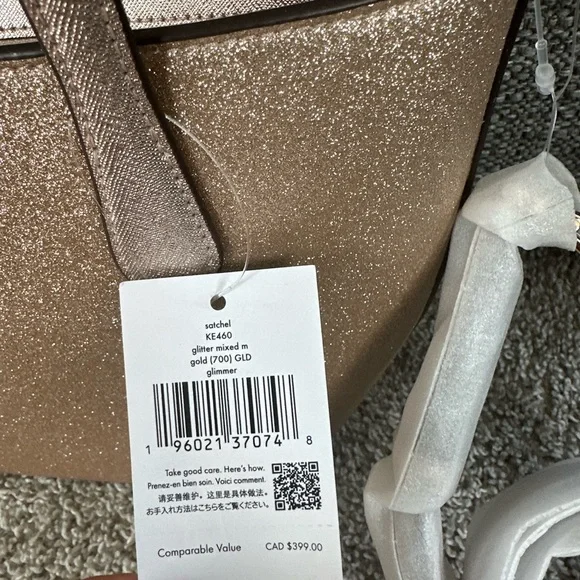 satchel
KE460
glitter mixed m
gold (700) GLD
glimmer
1 96021 37074 8
Take good care. Here's how.
Prenez-en bien soin. Voici comment.
请妥善维护。这里是具体做法。
お手入れ方法はこちらをご覧ください。
Comparable Value CAD $399.00